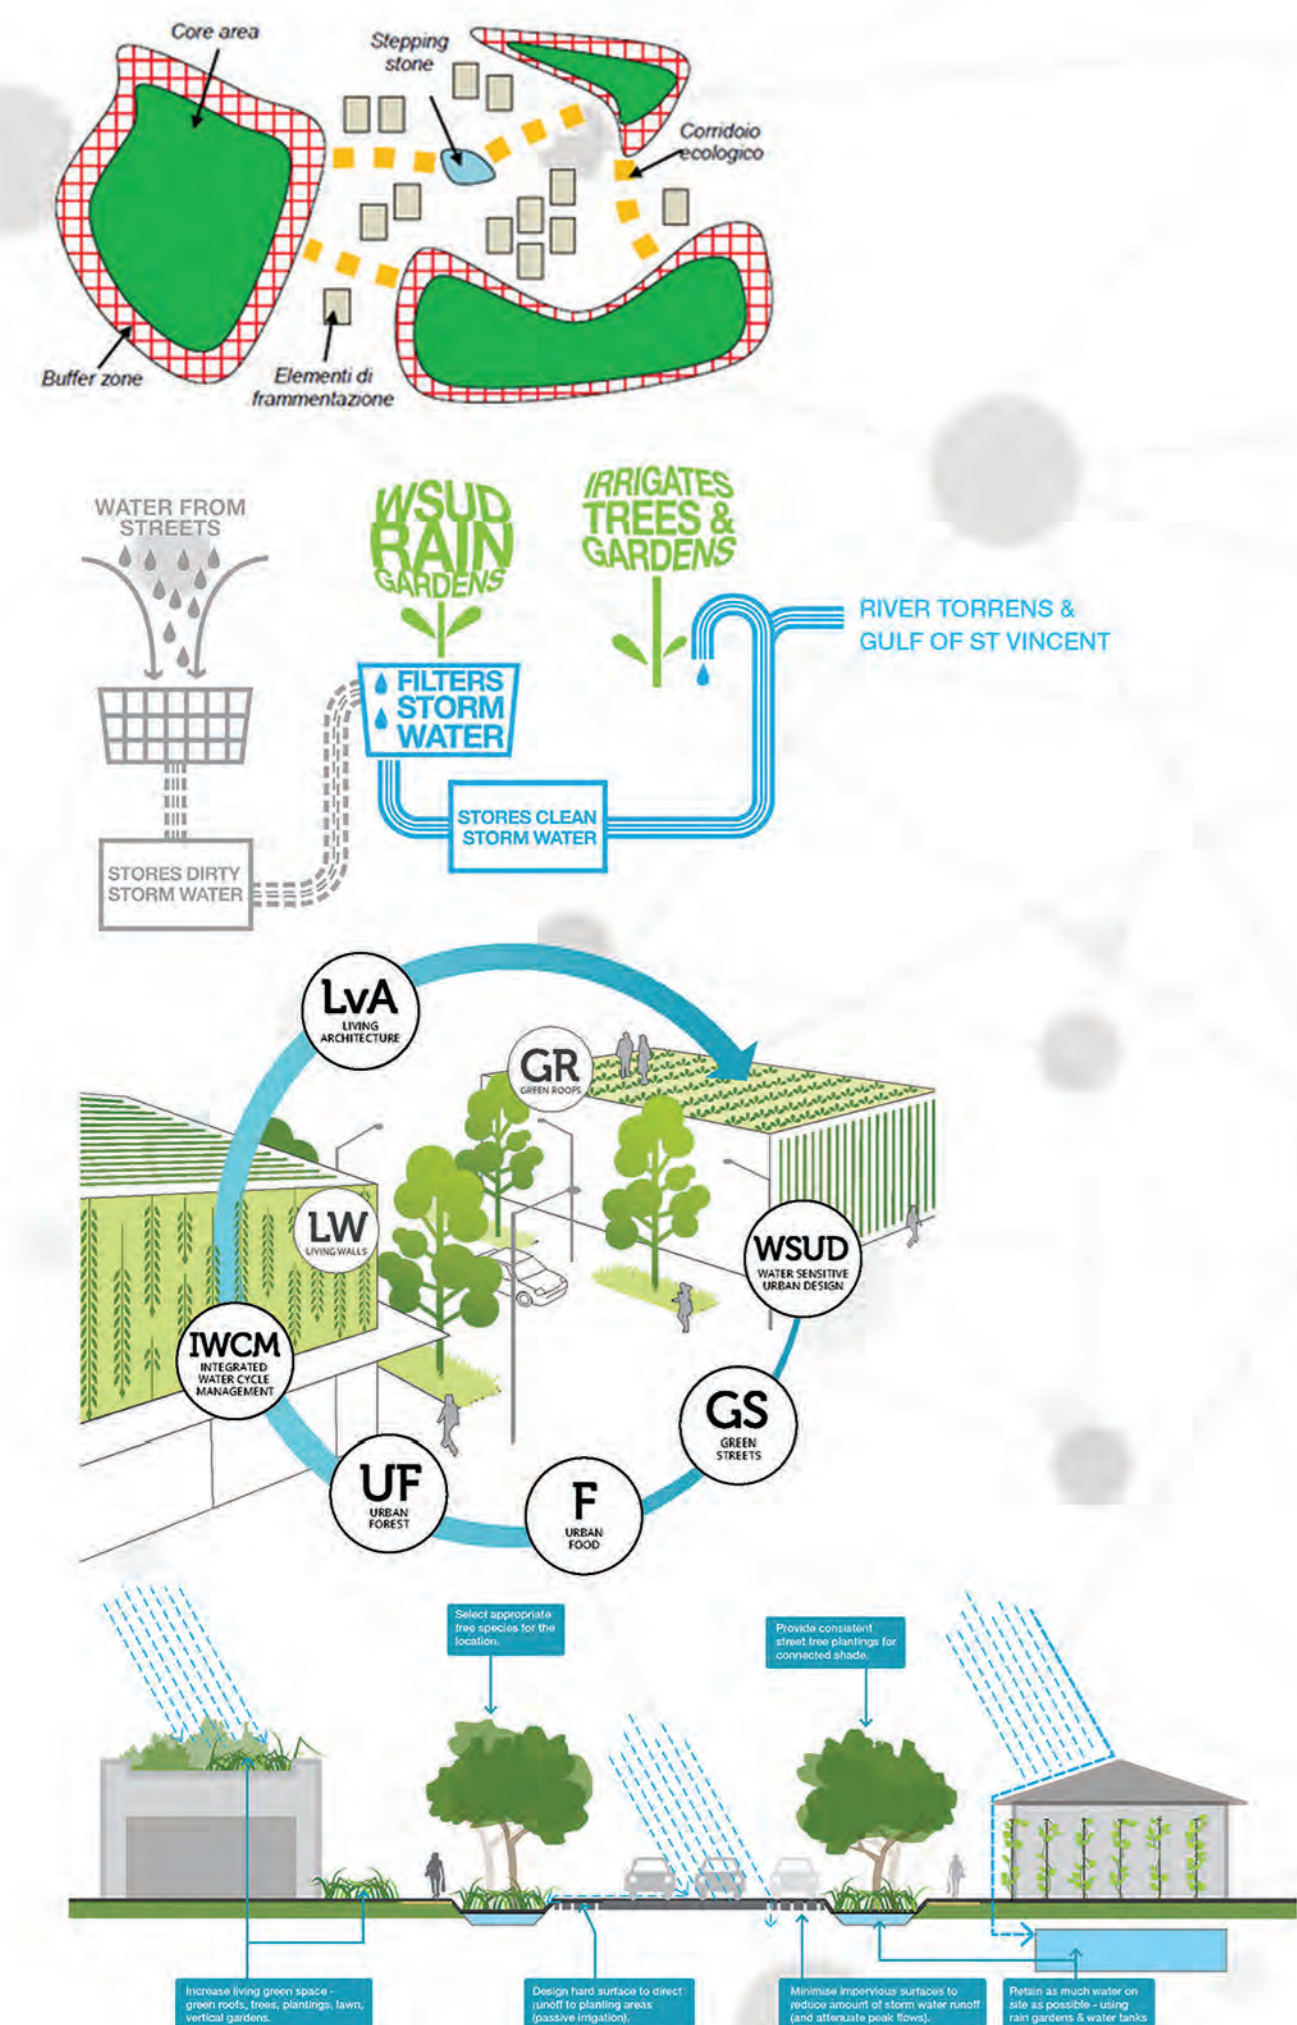 Core area
Stepping
stone
Corridoio
ecologico
Buffer zone
Elementi di
frammentazione
WATER FROM
STREETS
WSUD
RAIN
GARDENS
IRRIGATES
TREES &
GARDENS
RIVER TORRENS &
GULF OF ST VINCENT
FILTERS
STORM
WATER
STORES CLEAN
STORM WATER
STORES DIRTY
STORM WATER
LvA
LIVING
ARCHITECTURE
GR
GREEN ROOFS
LW
LIVING WALLS
WSUD
WATER SENSITIVE
URBAN DESIGN
IWCM
INTEGRATED
WATER CYCLE
MANAGEMENT
GS
GREEN
STREETS
UF
URBAN
FOREST
F
URBAN
FOOD
Select appropriate
tree species for the
location.
Provide consistent
street tree plantings for
connected shade.
Increase living green space -
green roofs, trees, plantings, lawn,
vertical gardens.
Design hard surface to direct
runoff to planting areas
(passive irrigation).
Minimise impervious surfaces to
reduce amount of storm water runoff
(and attenuate peak flows).
Retain as much water on
site as possible - using
rain gardens & water tanks